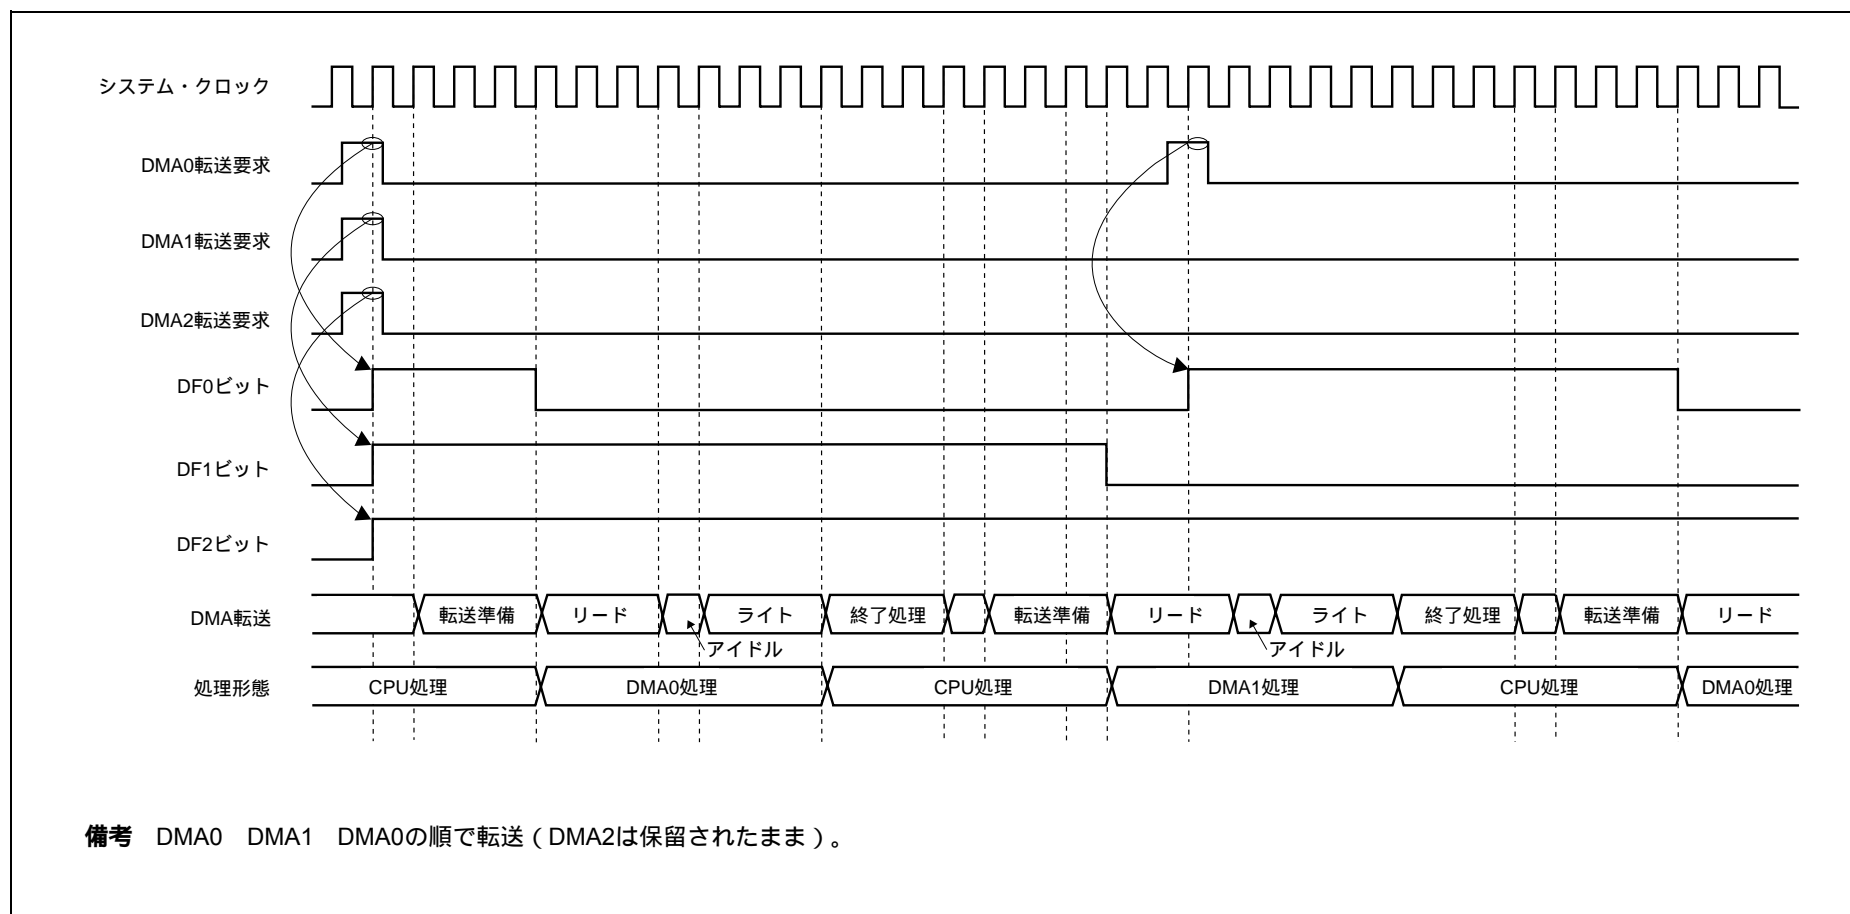 システム・クロック
DMA0転送要求
DMA1転送要求
DMA2転送要求
DF0ビット
DF1ビット
DF2ビット
DMA転送 転送準備 リード ライト 終了処理 転送準備 リード ライト 終了処理 転送準備 リード
アイドル アイドル
処理形態 CPU処理 DMA0処理 CPU処理 DMA1処理 CPU処理 DMA0処理
備考 DMA0 DMA1 DMA0の順で転送(DMA2は保留されたまま)。